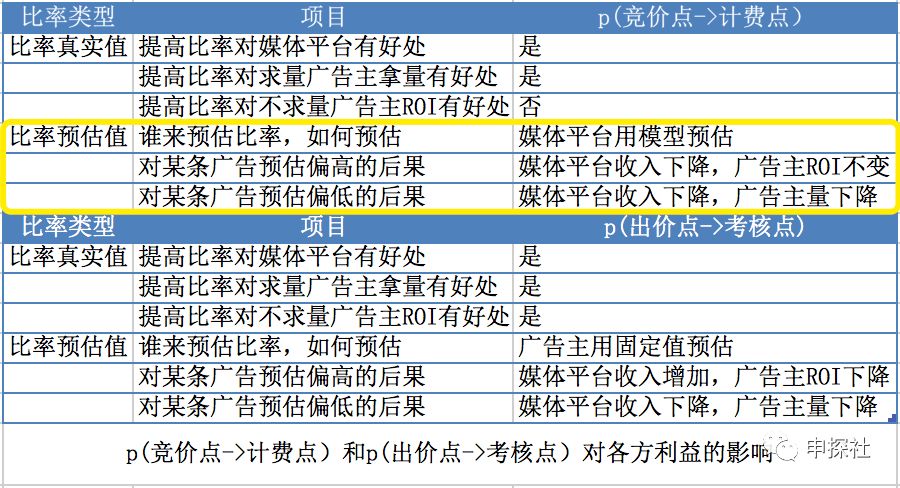 比率类型 项目 p(竞价点->计费点)
比率真实值 提高比率对媒体平台有好处 是
提高比率对求量广告主拿量有好处 是
提高比率对不求量广告主ROI有好处 否
比率预估值 谁来预估比率，如何预估 媒体平台用模型预估
对某条广告预估偏高的后果 媒体平台收入下降，广告主ROI不变
对某条广告预估偏低的后果 媒体平台收入下降，广告主量下降
比率类型 项目 p(出价点->考核点)
比率真实值 提高比率对媒体平台有好处 是
提高比率对求量广告主拿量有好处 是
提高比率对不求量广告主ROI有好处 是
比率预估值 谁来预估比率，如何预估 广告主用固定值预估
对某条广告预估偏高的后果 媒体平台收入增加，广告主ROI下降
对某条广告预估偏低的后果 媒体平台收入下降，广告主量下降
p(竞价点->计费点）和p(出价点->考核点）对各方利益的影响
申探社